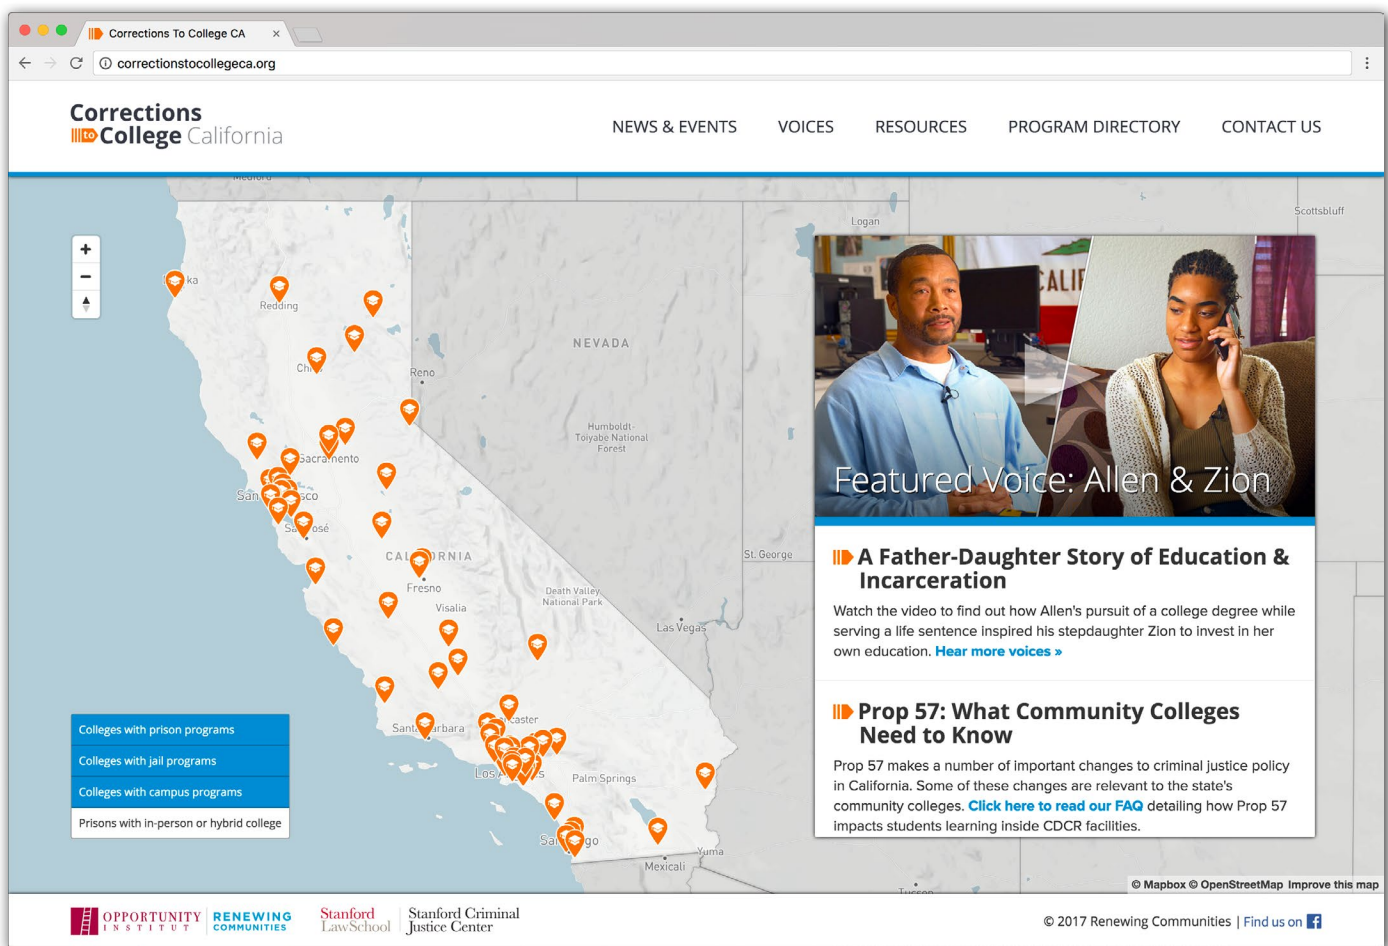 Corrections To College CA
correctionstocollegeca.org
Corrections
to College California
NEWS & EVENTS
VOICES
RESOURCES
PROGRAM DIRECTORY
CONTACT US
Medford
Logan
Scottsbluff
Redding
NEVADA
Reno
Humboldt-
Toiyabe National
Forest
Sacramento
St. George
Fresno
Visalia
Death Valley
National Park
Las Vegas
Palm Springs
Yuma
Mexicali
Tucson
CALIF
Featured Voice: Allen & Zion
A Father-Daughter Story of Education &
Incarceration
Watch the video to find out how Allen's pursuit of a college degree while
serving a life sentence inspired his stepdaughter Zion to invest in her
own education. Hear more voices »
Prop 57: What Community Colleges
Need to Know
Prop 57 makes a number of important changes to criminal justice policy
in California. Some of these changes are relevant to the state's
community colleges. Click here to read our FAQ detailing how Prop 57
impacts students learning inside CDCR facilities.
Colleges with prison programs
Colleges with jail programs
Colleges with campus programs
Prisons with in-person or hybrid college
© Mapbox © OpenStreetMap Improve this map
OPPORTUNITY
INSTITUT
RENEWING
COMMUNITIES
Stanford
LawSchool
Stanford Criminal
Justice Center
© 2017 Renewing Communities | Find us on